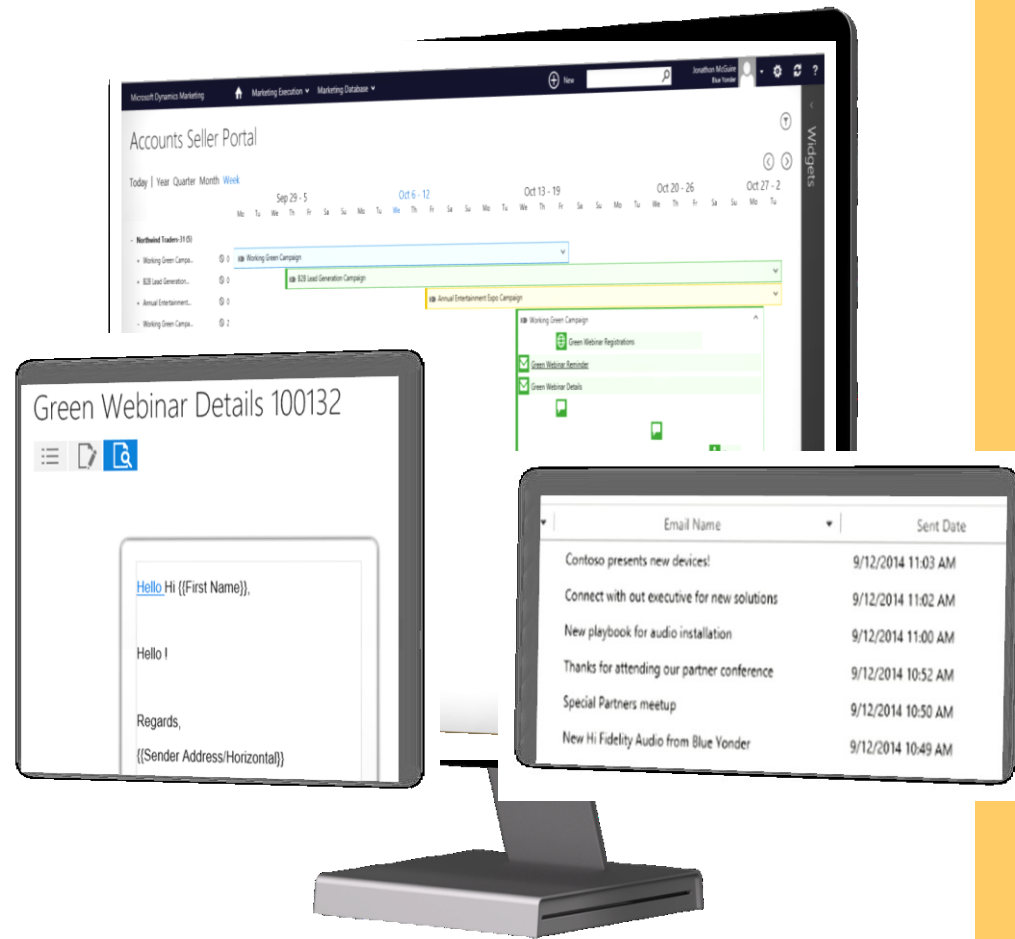 Microsoft Dynamics Marketing Marketing Execution Marketing Database New Jonathon McGuire
Blue Yonder ?
Accounts Seller Portal
Widgets
Today | Year Quarter Month Week
Sep 29 - 5 Oct 6 - 12 Oct 13 - 19 Oct 20 - 26 Oct 27 - 2
Mo Tu We Th Fr Sa Su Mo Tu We Th Fr Sa Su Mo Tu We Th Fr Sa Su Mo Tu We Th Fr Sa Su Mo Tu
- Northwind Traders-31 (5)
+ Working Green Campa... 0 Working Green Campaign
+ B2B Lead Generation... 0 B2B Lead Generation Campaign
+ Annual Entertainment... 0 Annual Entertainment Expo Campaign
- Working Green Campa... 2 Working Green Campaign
Green Webinar Registrations
Green Webinar Reminder
Green Webinar Details
Green Webinar Details 100132
Hello Hi {{First Name}},
Hello !
Regards,
{{Sender Address/Horizontal}}
Email Name Sent Date
Contoso presents new devices! 9/12/2014 11:03 AM
Connect with out executive for new solutions 9/12/2014 11:02 AM
New playbook for audio installation 9/12/2014 11:00 AM
Thanks for attending our partner conference 9/12/2014 10:52 AM
Special Partners meetup 9/12/2014 10:50 AM
New Hi Fidelity Audio from Blue Yonder 9/12/2014 10:49 AM